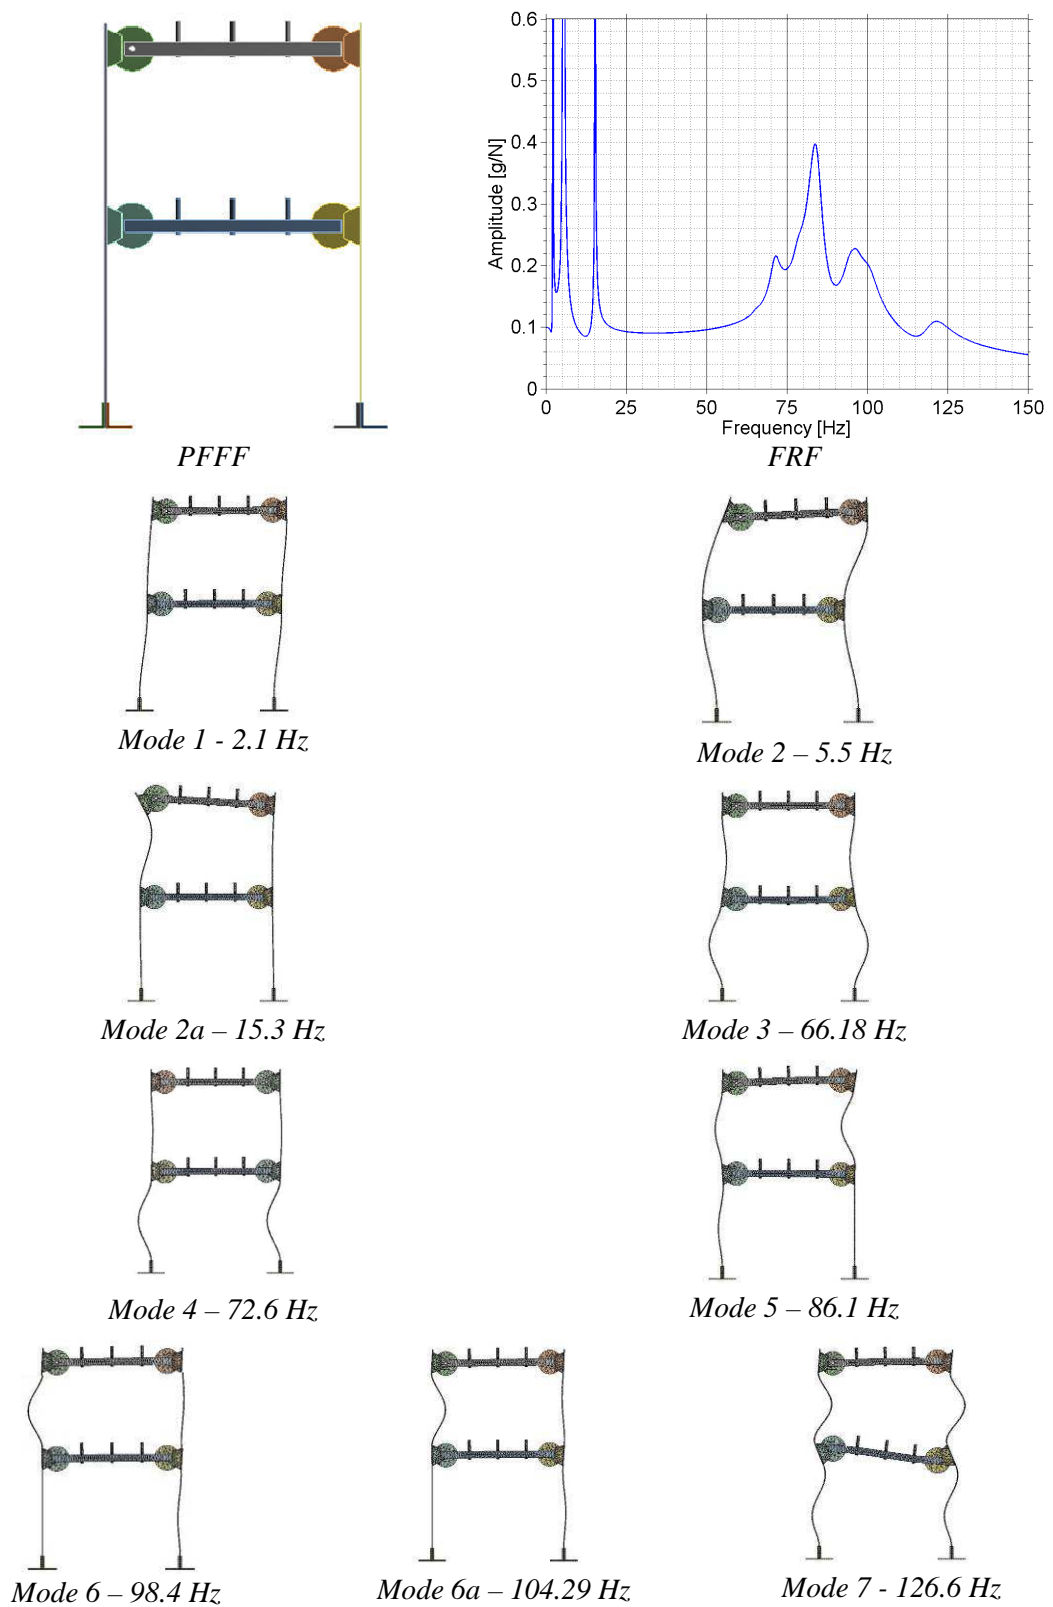 0.6
0.5
0.4
0.3
0.2
0.1
0
Amplitude [g/N]
0 25 50 75 100 125 150
Frequency [Hz]
PFFF FRF
Mode 1 - 2.1 Hz
Mode 2 – 5.5 Hz
Mode 2a – 15.3 Hz
Mode 3 – 66.18 Hz
Mode 4 – 72.6 Hz
Mode 5 – 86.1 Hz
Mode 6 – 98.4 Hz
Mode 6a – 104.29 Hz
Mode 7 - 126.6 Hz